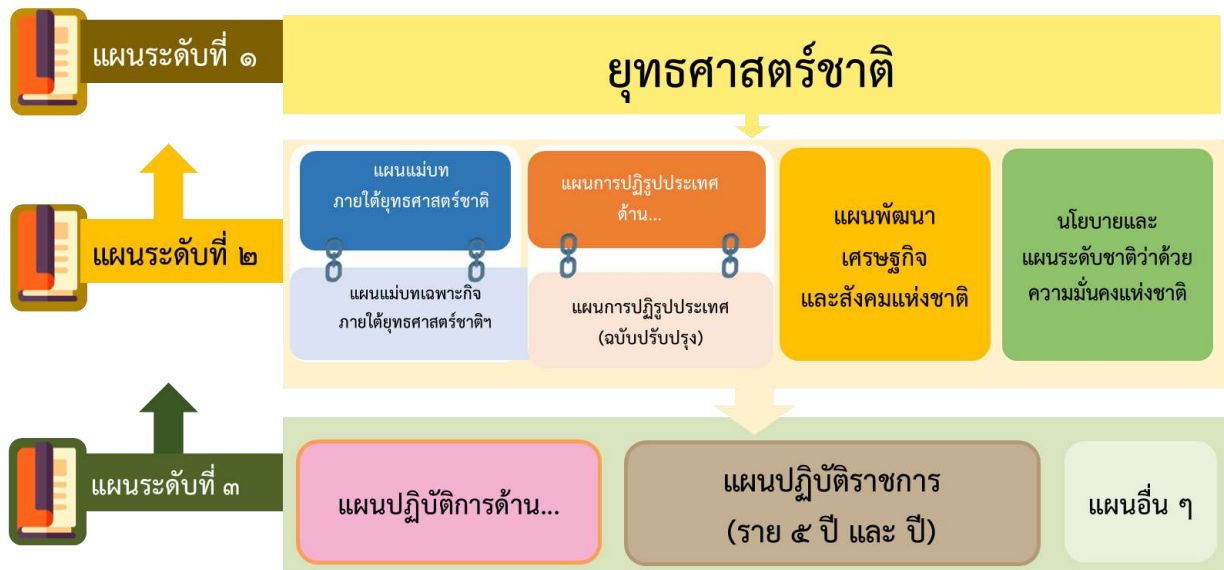 แผนระดับที่ ๑
ยุทธศาสตร์ชาติ
แผนระดับที่ ๒
แผนแม่บท
ภายใต้ยุทธศาสตร์ชาติ
แผนแม่บทเฉพาะกิจ
ภายใต้ยุทธศาสตร์ชาติฯ
แผนการปฏิรูปประเทศ
ด้าน...
แผนการปฏิรูปประเทศ
(ฉบับปรับปรุง)
แผนพัฒนา
เศรษฐกิจ
และสังคมแห่งชาติ
นโยบายและ
แผนระดับชาติว่าด้วย
ความมั่นคงแห่งชาติ
แผนระดับที่ ๓
แผนปฏิบัติการด้าน...
แผนปฏิบัติราชการ
(ราย ๕ ปี และ ปี)
แผนอื่น ๆ